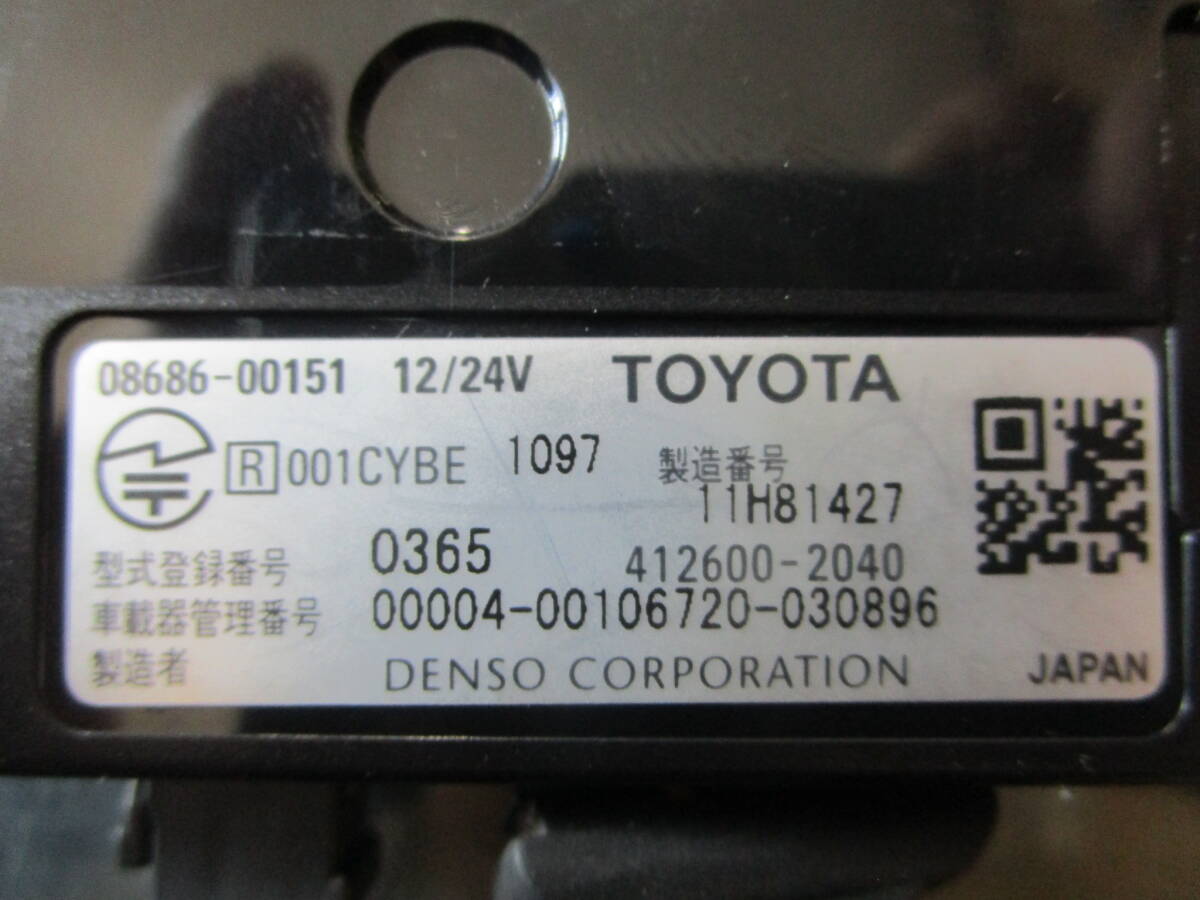 08686-00151 12/24V TOYOTA
R 001CYBE 1097 製造番号
11H81427
型式登録番号 0365 412600-2040
車載器管理番号 00004-00106720-030896
製造者 DENSO CORPORATION JAPAN